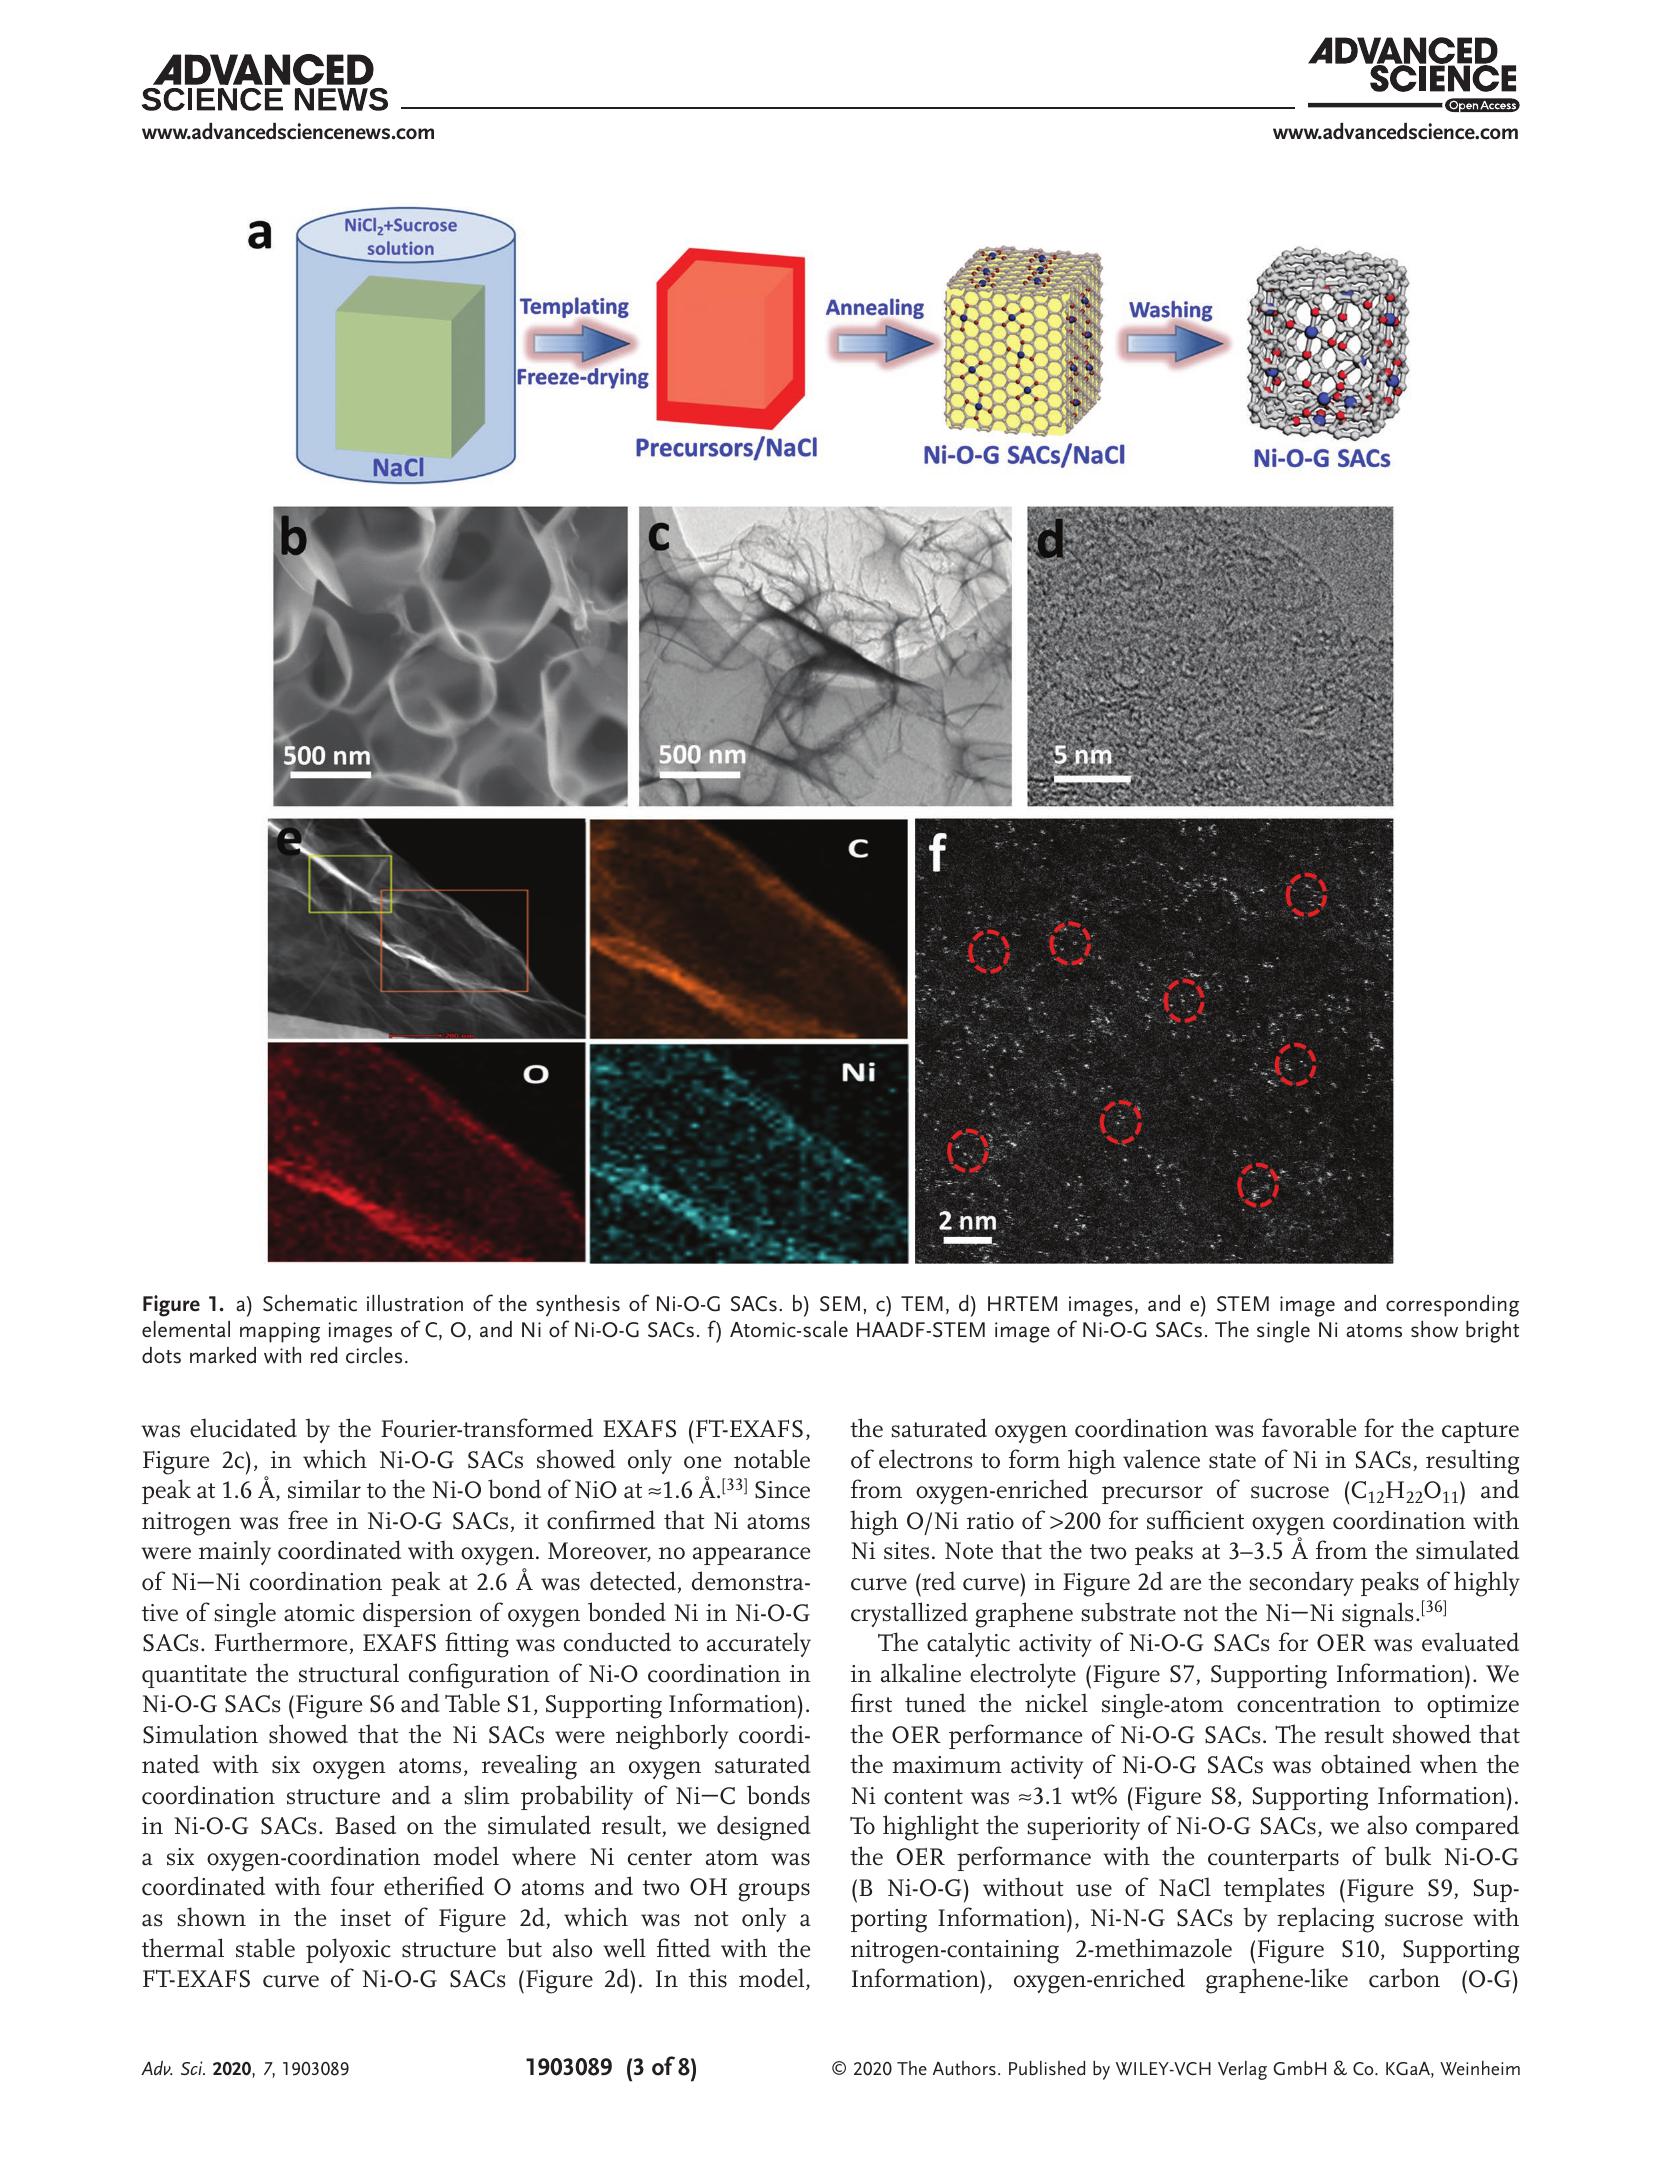 ADVANCED
SCIENCE NEWS
www.advancedsciencenews.com
ADVANCED
SCIENCE
Open Access
www.advancedscience.com
a
NiCl2+Sucrose
solution
NaCl
Templating
Freeze-drying
Precursors/NaCl
Annealing
Ni-O-G SACs/NaCl
Washing
Ni-O-G SACs
b
500 nm
c
500 nm
d
5 nm
e
C
O
Ni
f
2 nm
Figure 1. a) Schematic illustration of the synthesis of Ni-O-G SACs. b) SEM, c) TEM, d) HRTEM images, and e) STEM image and corresponding
elemental mapping images of C, O, and Ni of Ni-O-G SACs. f) Atomic-scale HAADF-STEM image of Ni-O-G SACs. The single Ni atoms show bright
dots marked with red circles.
was elucidated by the Fourier-transformed EXAFS (FT-EXAFS,
Figure 2c), in which Ni-O-G SACs showed only one notable
peak at 1.6 Å, similar to the Ni-O bond of NiO at ≈1.6 Å.[33] Since
nitrogen was free in Ni-O-G SACs, it confirmed that Ni atoms
were mainly coordinated with oxygen. Moreover, no appearance
of Ni─Ni coordination peak at 2.6 Å was detected, demonstra-
tive of single atomic dispersion of oxygen bonded Ni in Ni-O-G
SACs. Furthermore, EXAFS fitting was conducted to accurately
quantitate the structural configuration of Ni-O coordination in
Ni-O-G SACs (Figure S6 and Table S1, Supporting Information).
Simulation showed that the Ni SACs were neighborly coordi-
nated with six oxygen atoms, revealing an oxygen saturated
coordination structure and a slim probability of Ni─C bonds
in Ni-O-G SACs. Based on the simulated result, we designed
a six oxygen-coordination model where Ni center atom was
coordinated with four etherified O atoms and two OH groups
as shown in the inset of Figure 2d, which was not only a
thermal stable polyoxic structure but also well fitted with the
FT-EXAFS curve of Ni-O-G SACs (Figure 2d). In this model,
the saturated oxygen coordination was favorable for the capture
of electrons to form high valence state of Ni in SACs, resulting
from oxygen-enriched precursor of sucrose (C12H22O11) and
high O/Ni ratio of >200 for sufficient oxygen coordination with
Ni sites. Note that the two peaks at 3–3.5 Å from the simulated
curve (red curve) in Figure 2d are the secondary peaks of highly
crystallized graphene substrate not the Ni─Ni signals.[36]
The catalytic activity of Ni-O-G SACs for OER was evaluated
in alkaline electrolyte (Figure S7, Supporting Information). We
first tuned the nickel single-atom concentration to optimize
the OER performance of Ni-O-G SACs. The result showed that
the maximum activity of Ni-O-G SACs was obtained when the
Ni content was ≈3.1 wt% (Figure S8, Supporting Information).
To highlight the superiority of Ni-O-G SACs, we also compared
the OER performance with the counterparts of bulk Ni-O-G
(B Ni-O-G) without use of NaCl templates (Figure S9, Sup-
porting Information), Ni-N-G SACs by replacing sucrose with
nitrogen-containing 2-methimazole (Figure S10, Supporting
Information), oxygen-enriched graphene-like carbon (O-G)
Adv. Sci. 2020, 7, 1903089
1903089 (3 of 8)
© 2020 The Authors. Published by WILEY-VCH Verlag GmbH & Co. KGaA, Weinheim